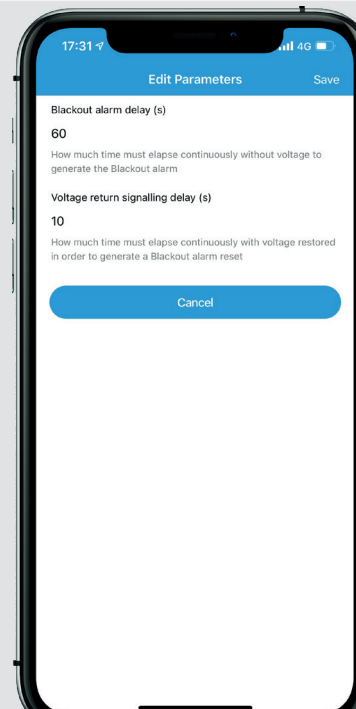 17:31 4G
Edit Parameters Save
Blackout alarm delay (s)
60
How much time must elapse continuously without voltage to
generate the Blackout alarm
Voltage return signalling delay (s)
10
How much time must elapse continuously with voltage restored
in order to generate a Blackout alarm reset
Cancel